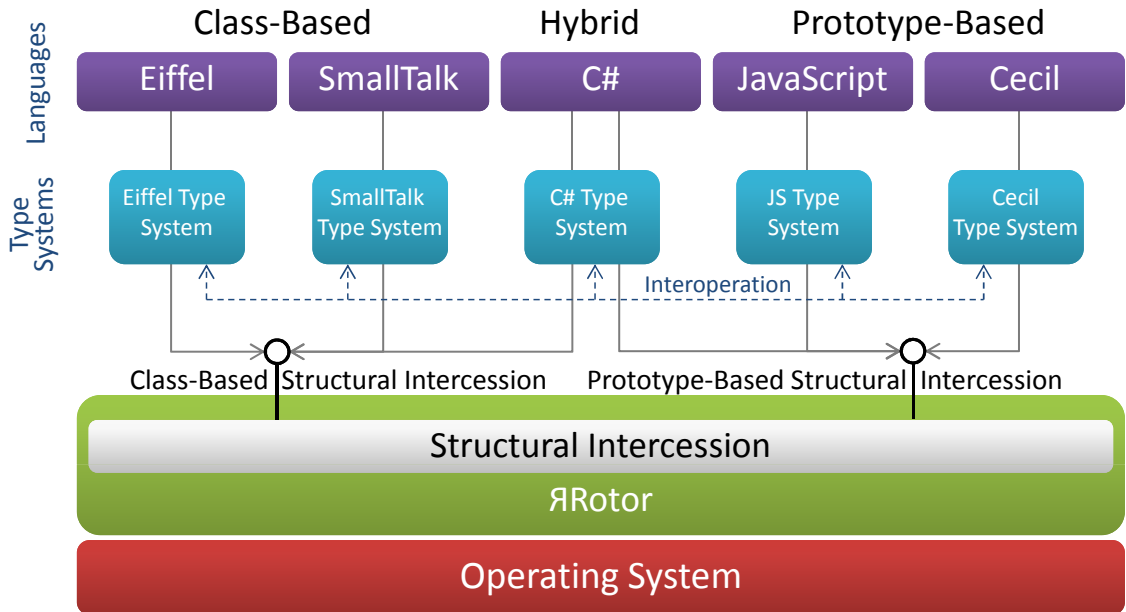 Class-Based
Hybrid
Prototype-Based
Languages
Eiffel
SmallTalk
C#
JavaScript
Cecil
Type
Systems
Eiffel Type
System
SmallTalk
Type System
C# Type
System
JS Type
System
Cecil
Type System
Interoperation
Class-Based Structural Intercession
Prototype-Based Structural Intercession
Structural Intercession
ЯRotor
Operating System